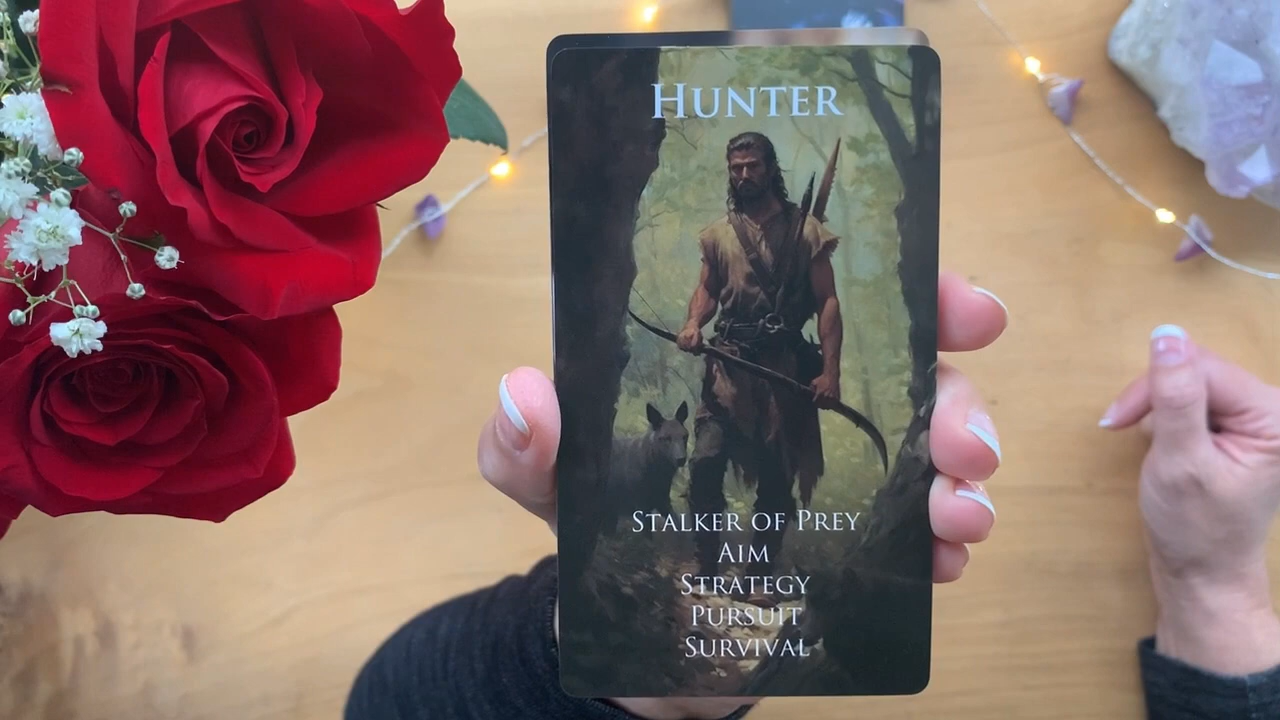 HUNTER
STALKER OF PREY
AIM
STRATEGY
PURSUIT
SURVIVAL